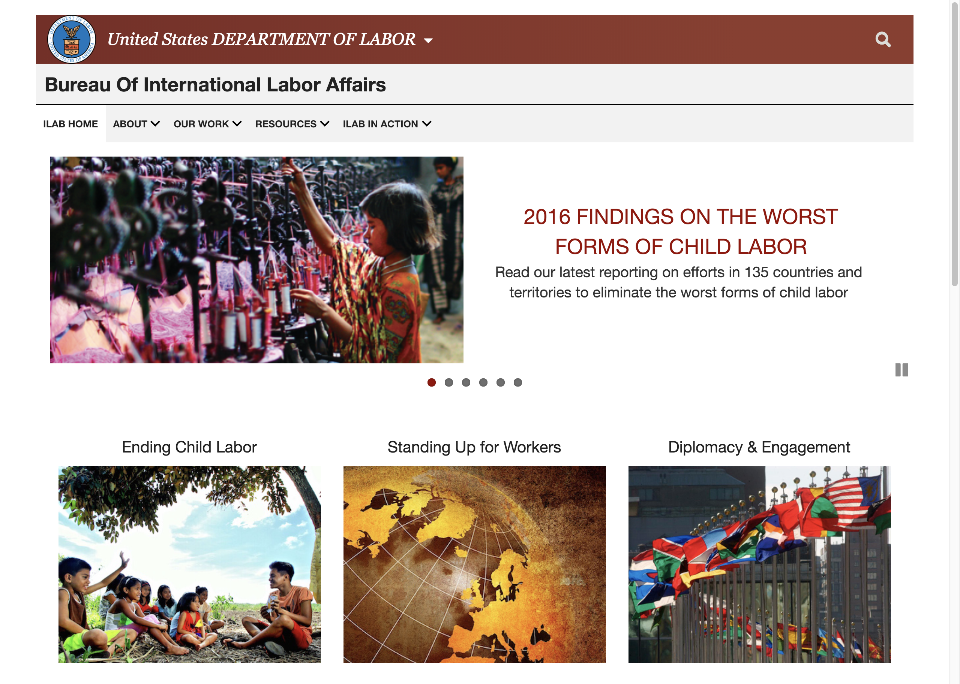 United States DEPARTMENT OF LABOR
Bureau Of International Labor Affairs
ILAB HOME ABOUT OUR WORK RESOURCES ILAB IN ACTION
2016 FINDINGS ON THE WORST
FORMS OF CHILD LABOR
Read our latest reporting on efforts in 135 countries and
territories to eliminate the worst forms of child labor
Ending Child Labor
Standing Up for Workers
Diplomacy & Engagement